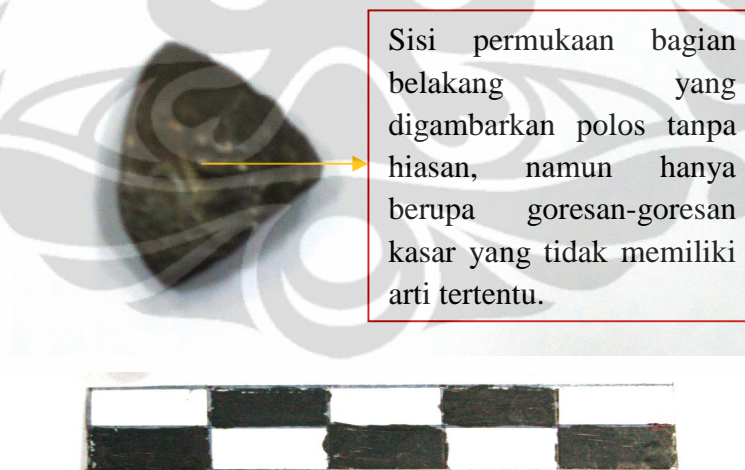 Sisi permukaan bagian
belakang yang
digambarkan polos tanpa
hiasan, namun hanya
berupa goresan-goresan
kasar yang tidak memiliki
arti tertentu.